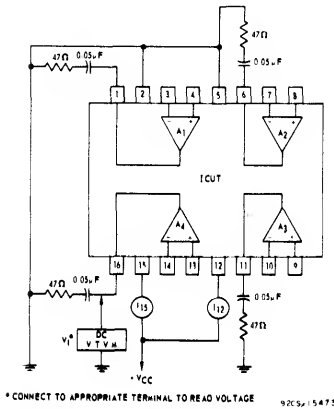 47Ω
0.05µF
47Ω
0.05µF
1
2
3
4
5
6
7
8
- +
- +
A1
A2
ICUT
A4
A3
- +
- +
16
15
14
13
12
11
10
9
47Ω
0.05µF
I15
I12
0.05µF
47Ω
V1*
DC
VTVM
+VCC
* CONNECT TO APPROPRIATE TERMINAL TO READ VOLTAGE
92CS-15473